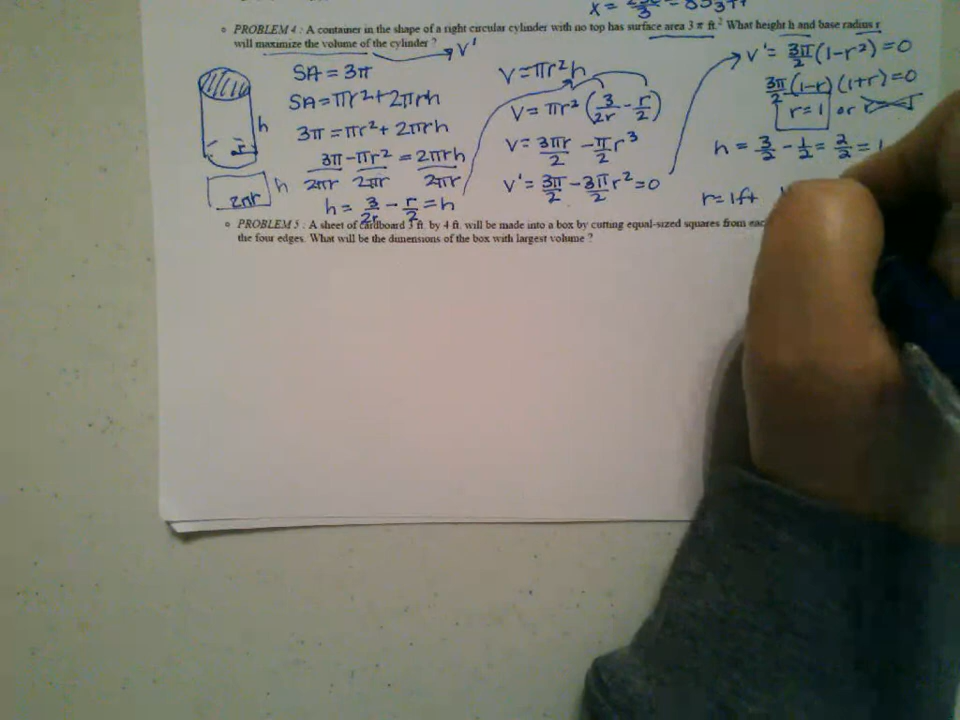 PROBLEM 4 : A container in the shape of a right circular cylinder with no top has surface area 3 π ft.² What height h and base radius r
will maximize the volume of the cylinder ?
V'
h
r
2πr
h
SA = 3π
SA = πr² + 2πrh
3π = πr² + 2πrh
3π/2πr - πr²/2πr = 2πrh/2πr
h = 3/2r - r/2 = h
V = πr²h
V = πr² (3/2r - r/2)
V = 3πr/2 - π/2 r³
V' = 3π/2 - 3π/2 r² = 0
V' = 3π/2 (1-r²) = 0
3π/2 (1-r)(1+r) = 0
r = 1 or
h = 3/2 - 1/2 = 2/2 = 1
r = 1ft
PROBLEM 5 : A sheet of cardboard 3 ft. by 4 ft. will be made into a box by cutting equal-sized squares from
the four edges. What will be the dimensions of the box with largest volume ?